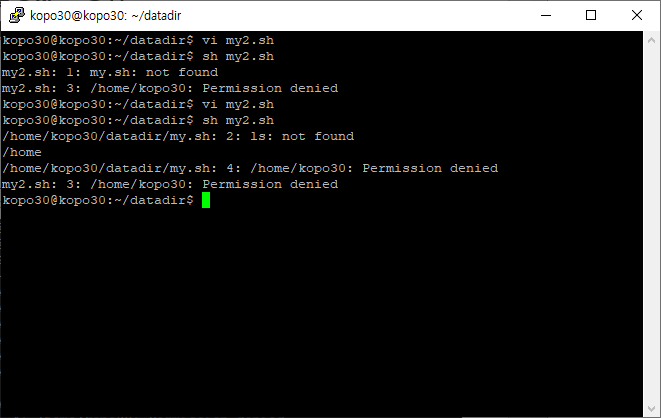 kopo30@kopo30: ~/datadir
kopo30@kopo30:~/datadir$ vi my2.sh
kopo30@kopo30:~/datadir$ sh my2.sh
my2.sh: 1: my.sh: not found
my2.sh: 3: /home/kopo30: Permission denied
kopo30@kopo30:~/datadir$ vi my2.sh
kopo30@kopo30:~/datadir$ sh my2.sh
/home/kopo30/datadir/my.sh: 2: ls: not found
/home
/home/kopo30/datadir/my.sh: 4: /home/kopo30: Permission denied
my2.sh: 3: /home/kopo30: Permission denied
kopo30@kopo30:~/datadir$